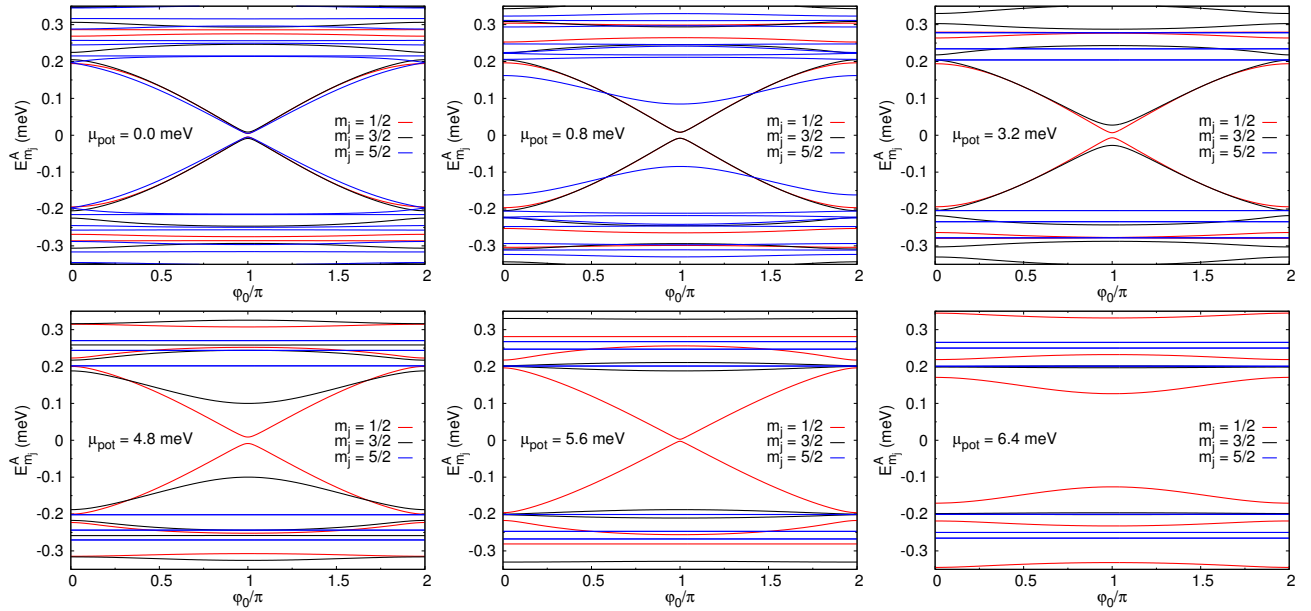 0.3
0.2
0.1
0
-0.1
-0.2
-0.3
E^A_{m_j} (meV)
μ_pot = 0.0 meV
m_j = 1/2
m_j = 3/2
m_j = 5/2
0 0.5 1 1.5 2
φ_0/π
0.3
0.2
0.1
0
-0.1
-0.2
-0.3
E^A_{m_j} (meV)
μ_pot = 0.8 meV
m_j = 1/2
m_j = 3/2
m_j = 5/2
0 0.5 1 1.5 2
φ_0/π
0.3
0.2
0.1
0
-0.1
-0.2
-0.3
E^A_{m_j} (meV)
μ_pot = 3.2 meV
m_j = 1/2
m_j = 3/2
m_j = 5/2
0 0.5 1 1.5 2
φ_0/π
0.3
0.2
0.1
0
-0.1
-0.2
-0.3
E^A_{m_j} (meV)
μ_pot = 4.8 meV
m_j = 1/2
m_j = 3/2
m_j = 5/2
0 0.5 1 1.5 2
φ_0/π
0.3
0.2
0.1
0
-0.1
-0.2
-0.3
E^A_{m_j} (meV)
μ_pot = 5.6 meV
m_j = 1/2
m_j = 3/2
m_j = 5/2
0 0.5 1 1.5 2
φ_0/π
0.3
0.2
0.1
0
-0.1
-0.2
-0.3
E^A_{m_j} (meV)
μ_pot = 6.4 meV
m_j = 1/2
m_j = 3/2
m_j = 5/2
0 0.5 1 1.5 2
φ_0/π